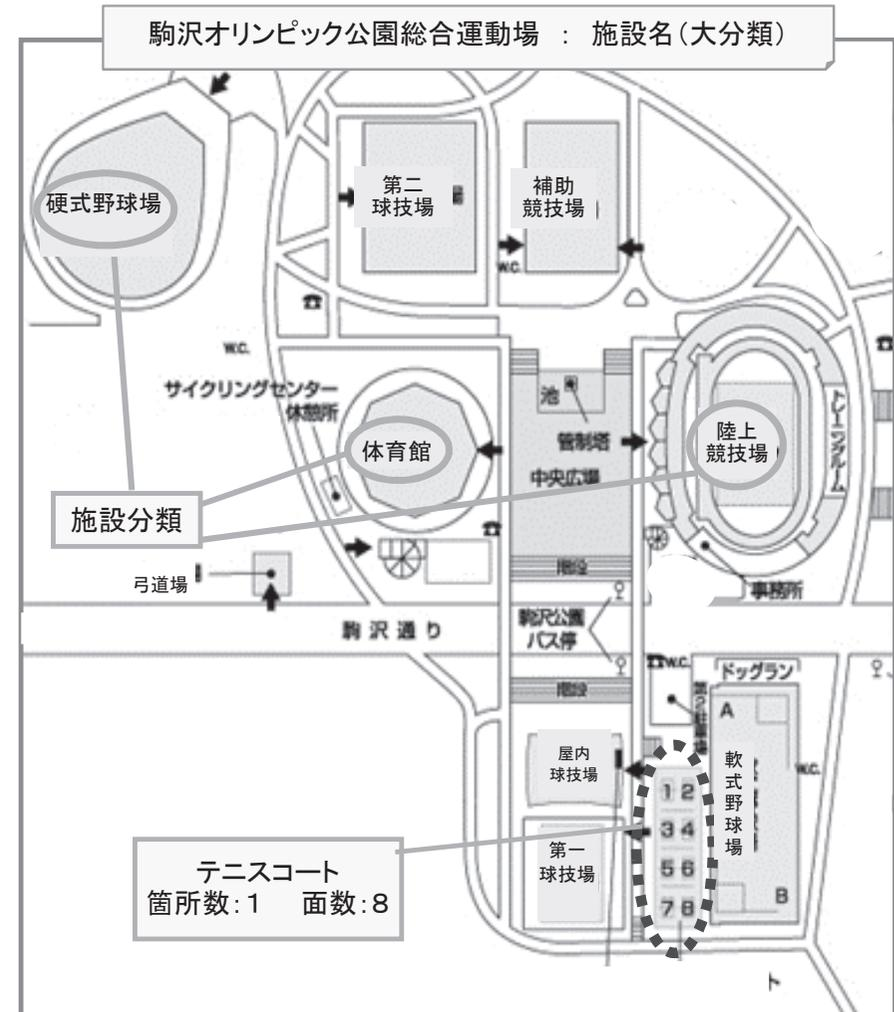 駒沢オリンピック公園総合運動場 : 施設名(大分類)
硬式野球場
第二
球技場
補助
競技場
W.C.
W.C.
サイクリングセンター
休憩所
体育館
池
管制塔
中央広場
陸上
競技場
トレーニングルーム
施設分類
弓道場
階段
事務所
駒沢通り
駒沢公園
バス停
W.C.
ドッグラン
階段
A
屋内
球技場
軟式野球場
W.C.
1 2
3 4
5 6
7 8
第一
球技場
B
テニスコート
箇所数:1 面数:8
ト